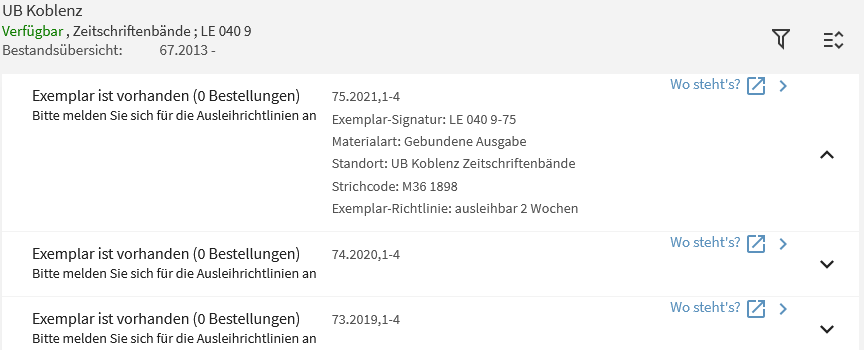 UB Koblenz
Verfügbar , Zeitschriftenbände ; LE 040 9
Bestandsübersicht: 67.2013 -
Exemplar ist vorhanden (0 Bestellungen)
Bitte melden Sie sich für die Ausleihrichtlinien an
75.2021,1-4
Exemplar-Signatur: LE 040 9-75
Materialart: Gebundene Ausgabe
Standort: UB Koblenz Zeitschriftenbände
Strichcode: M36 1898
Exemplar-Richtlinie: ausleihbar 2 Wochen
Wo steht's?
Exemplar ist vorhanden (0 Bestellungen)
Bitte melden Sie sich für die Ausleihrichtlinien an
74.2020,1-4
Wo steht's?
Exemplar ist vorhanden (0 Bestellungen)
Bitte melden Sie sich für die Ausleihrichtlinien an
73.2019,1-4
Wo steht's?